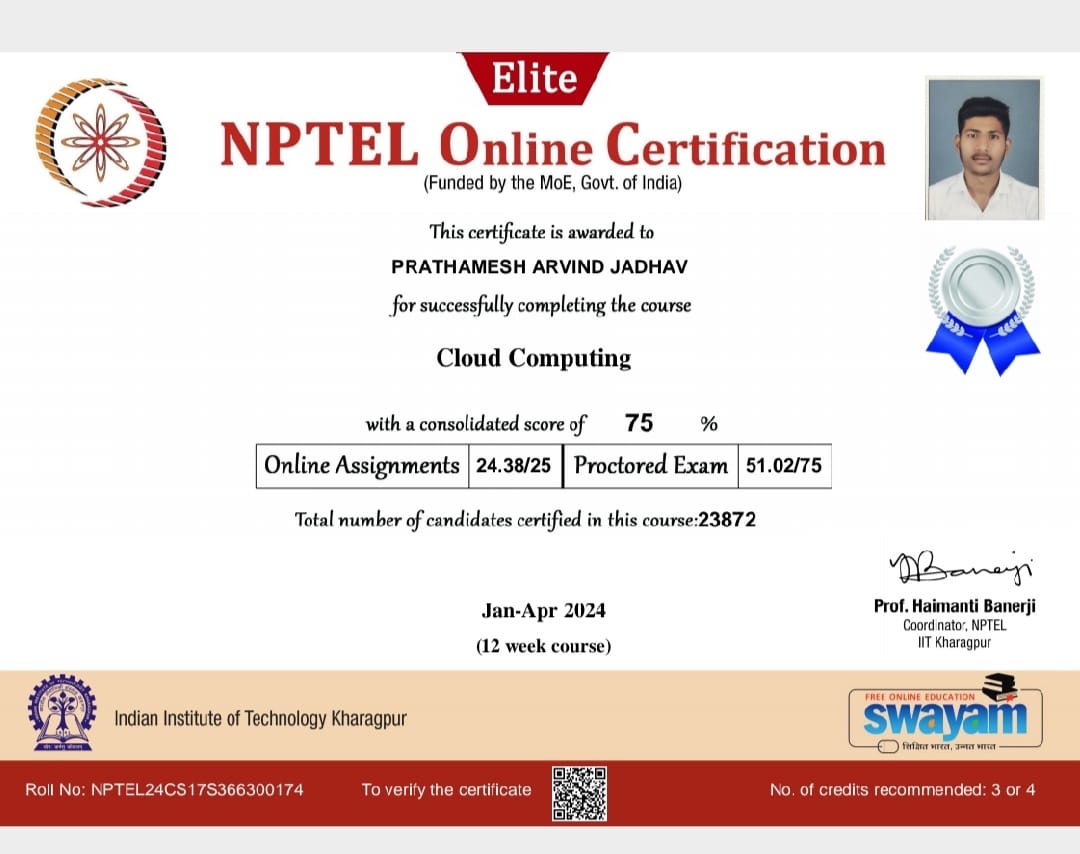 Elite
NPTEL Online Certification
(Funded by the MoE, Govt. of India)
This certificate is awarded to
PRATHAMESH ARVIND JADHAV
for successfully completing the course
Cloud Computing
with a consolidated score of 75 %
Online Assignments 24.38/25 Proctored Exam 51.02/75
Total number of candidates certified in this course:23872
Jan-Apr 2024
(12 week course)
Banerji
Prof. Haimanti Banerji
Coordinator, NPTEL
IIT Kharagpur
Indian Institute of Technology Kharagpur
FREE ONLINE EDUCATION
swayam
शिक्षित भारत, उन्नत भारत
Roll No: NPTEL24CS17S366300174 To verify the certificate No. of credits recommended: 3 or 4